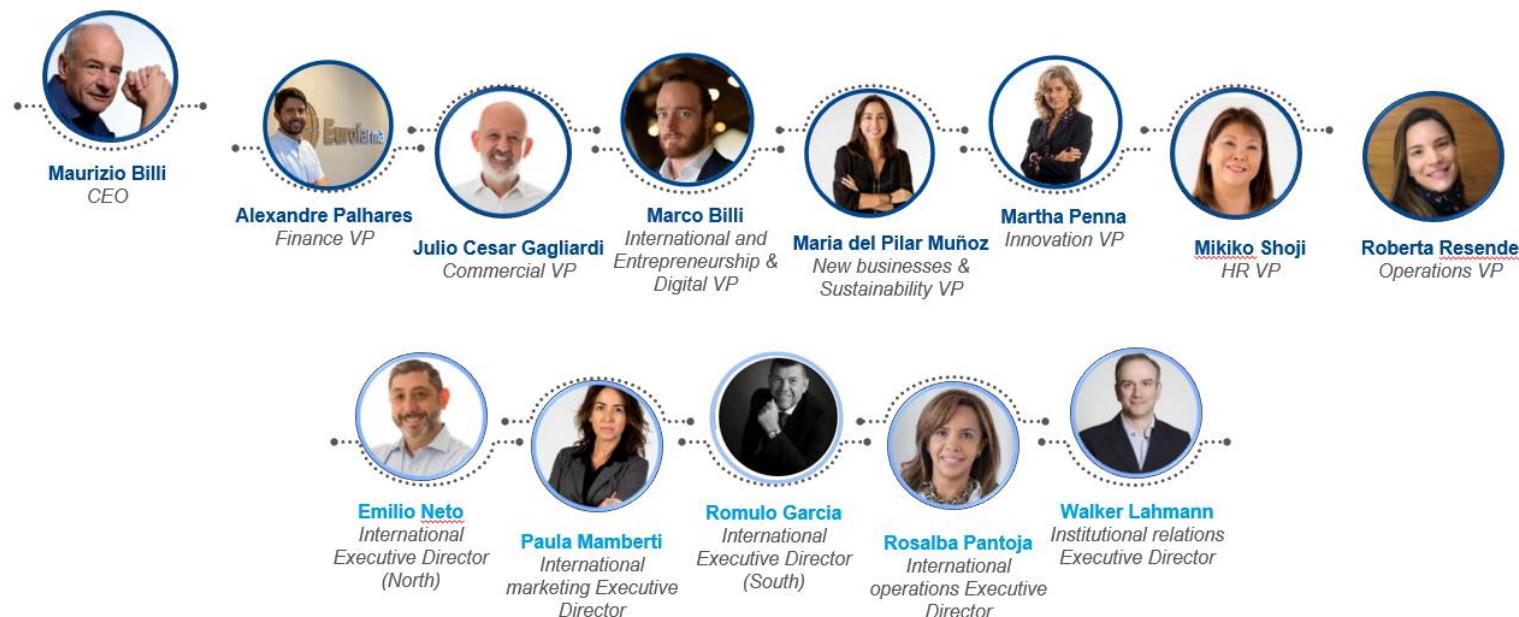 Eurofarma
Maurizio Billi
CEO
Alexandre Palhares
Finance VP
Julio Cesar Gagliardi
Commercial VP
Marco Billi
International and
Entrepreneurship &
Digital VP
Maria del Pilar Muñoz
New businesses &
Sustainability VP
Martha Penna
Innovation VP
Mikiko Shoji
HR VP
Roberta Resende
Operations VP
Emilio Neto
International
Executive Director
(North)
Paula Mamberti
International
marketing Executive
Director
Romulo Garcia
International
Executive Director
(South)
Rosalba Pantoja
International
operations Executive
Director
Walker Lahmann
Institutional relations
Executive Director